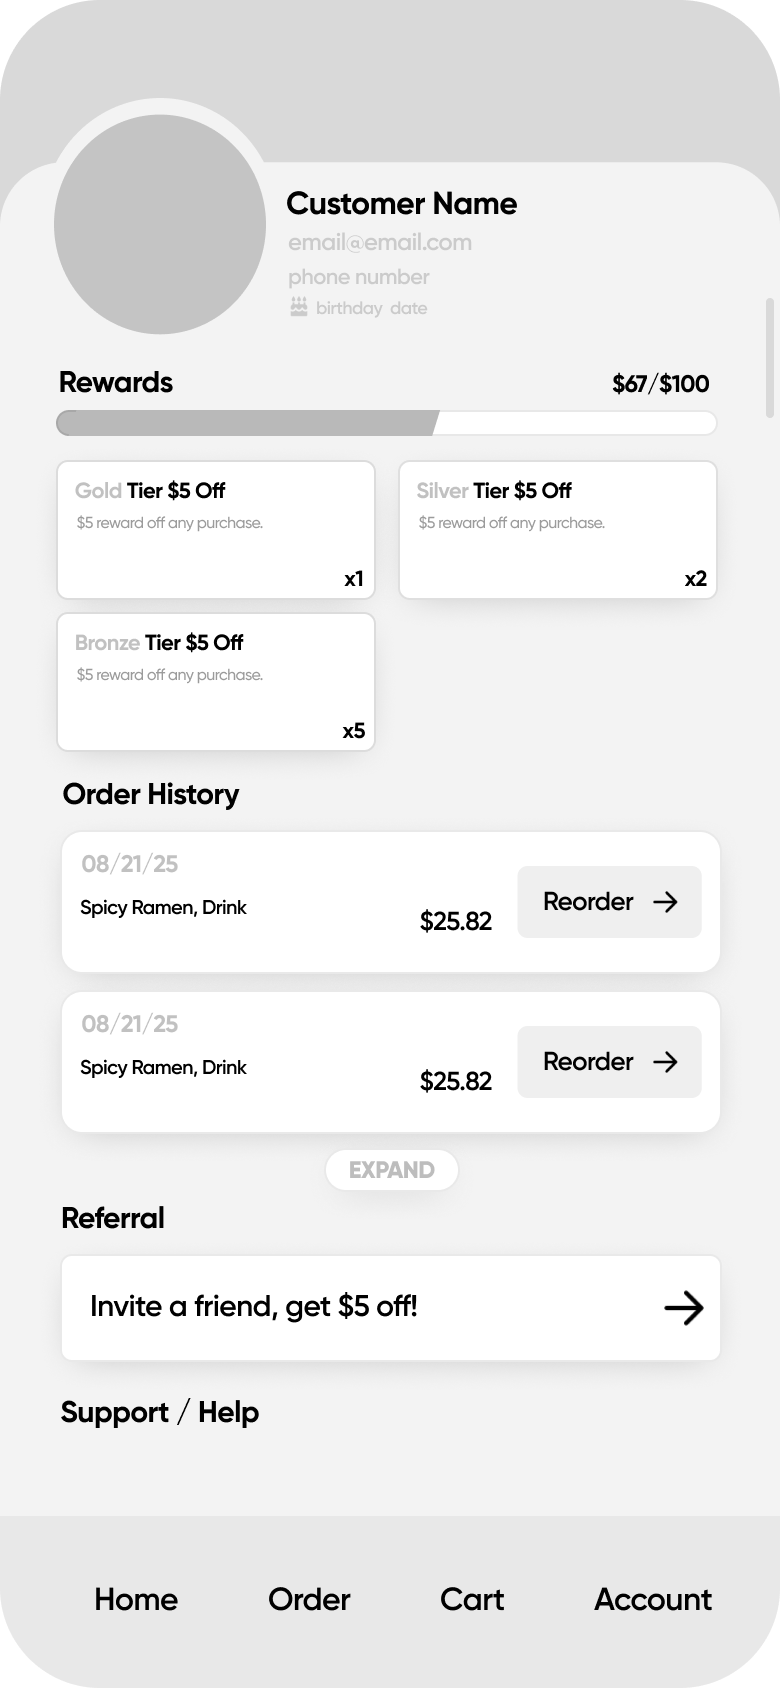 Customer Name
email@email.com
phone number
birthday date
Rewards
$67/$100
Gold Tier $5 Off
$5 reward off any purchase.
x1
Silver Tier $5 Off
$5 reward off any purchase.
x2
Bronze Tier $5 Off
$5 reward off any purchase.
x5
Order History
08/21/25
Spicy Ramen, Drink
$25.82
Reorder
08/21/25
Spicy Ramen, Drink
$25.82
Reorder
EXPAND
Referral
Invite a friend, get $5 off!
Support / Help
Home Order Cart Account